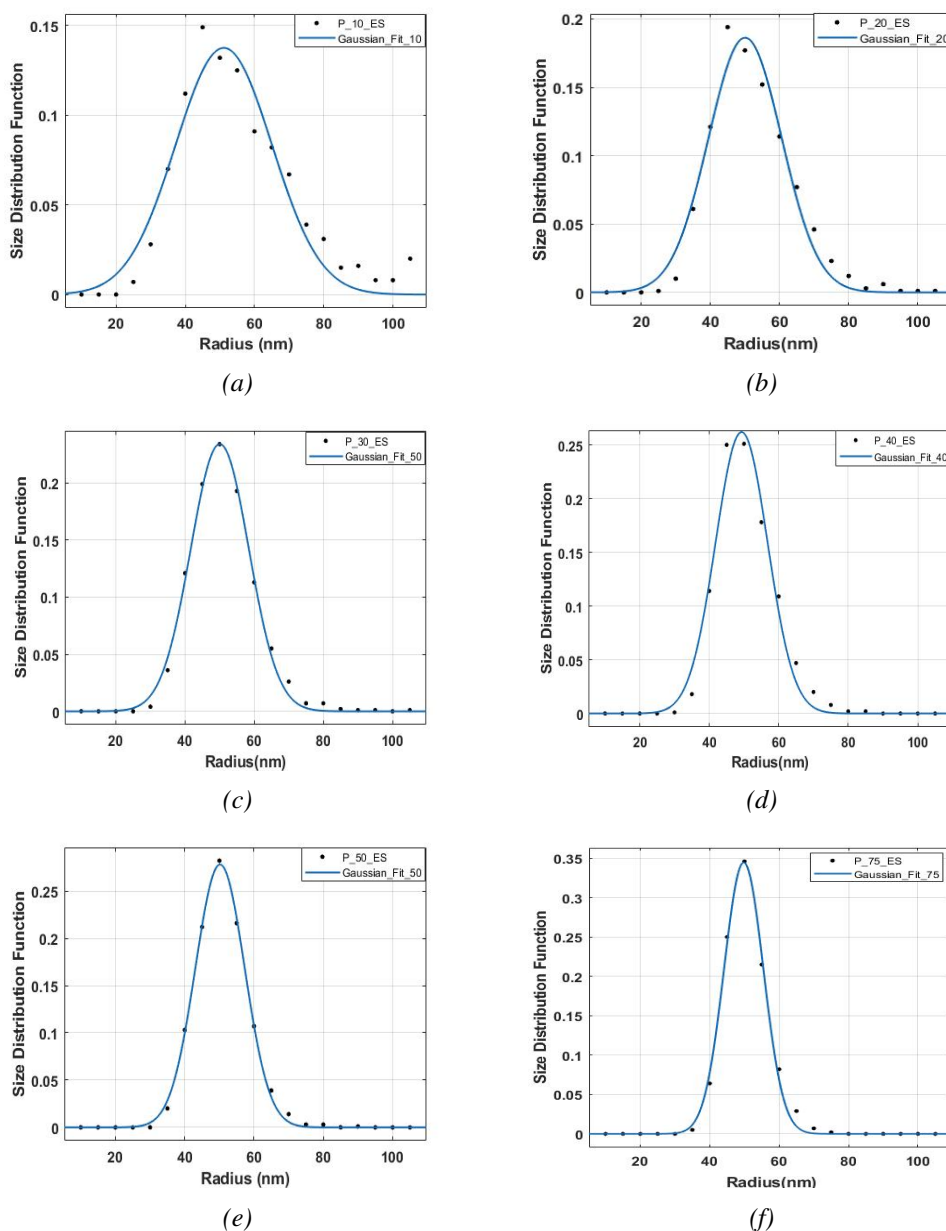 P_10_ES
Gaussian_Fit_10
0.15
0.1
0.05
0
Size Distribution Function
20 40 60 80 100
Radius (nm)
(a)
P_20_ES
Gaussian_Fit_20
0.2
0.15
0.1
0.05
0
Size Distribution Function
20 40 60 80 100
Radius(nm)
(b)
P_30_ES
Gaussian_Fit_50
0.2
0.15
0.1
0.05
0
Size Distribution Function
20 40 60 80 100
Radius(nm)
(c)
P_40_ES
Gaussian_Fit_40
0.25
0.2
0.15
0.1
0.05
0
Size Distribution Function
20 40 60 80 100
Radius(nm)
(d)
P_50_ES
Gaussian_Fit_50
0.25
0.2
0.15
0.1
0.05
0
Size Distribution Function
20 40 60 80 100
Radius (nm)
(e)
P_75_ES
Gaussian_Fit_75
0.35
0.3
0.25
0.2
0.15
0.1
0.05
0
Size Distribution Function
20 40 60 80 100
Radius(nm)
(f)